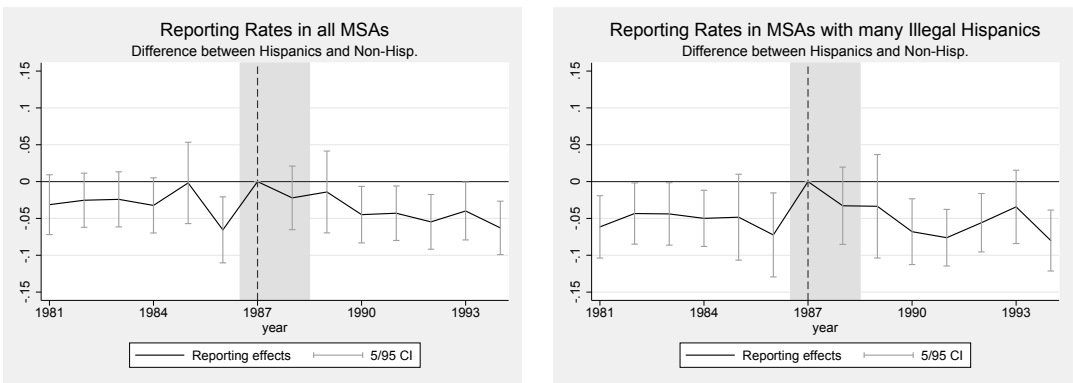 Reporting Rates in all MSAs
Difference between Hispanics and Non-Hisp.
.15
.1
.05
0
-.05
-.1
-.15
1981 1984 1987 1990 1993
year
Reporting effects 5/95 CI
Reporting Rates in MSAs with many Illegal Hispanics
Difference between Hispanics and Non-Hisp.
.15
.1
.05
0
-.05
-.1
-.15
1981 1984 1987 1990 1993
year
Reporting effects 5/95 CI